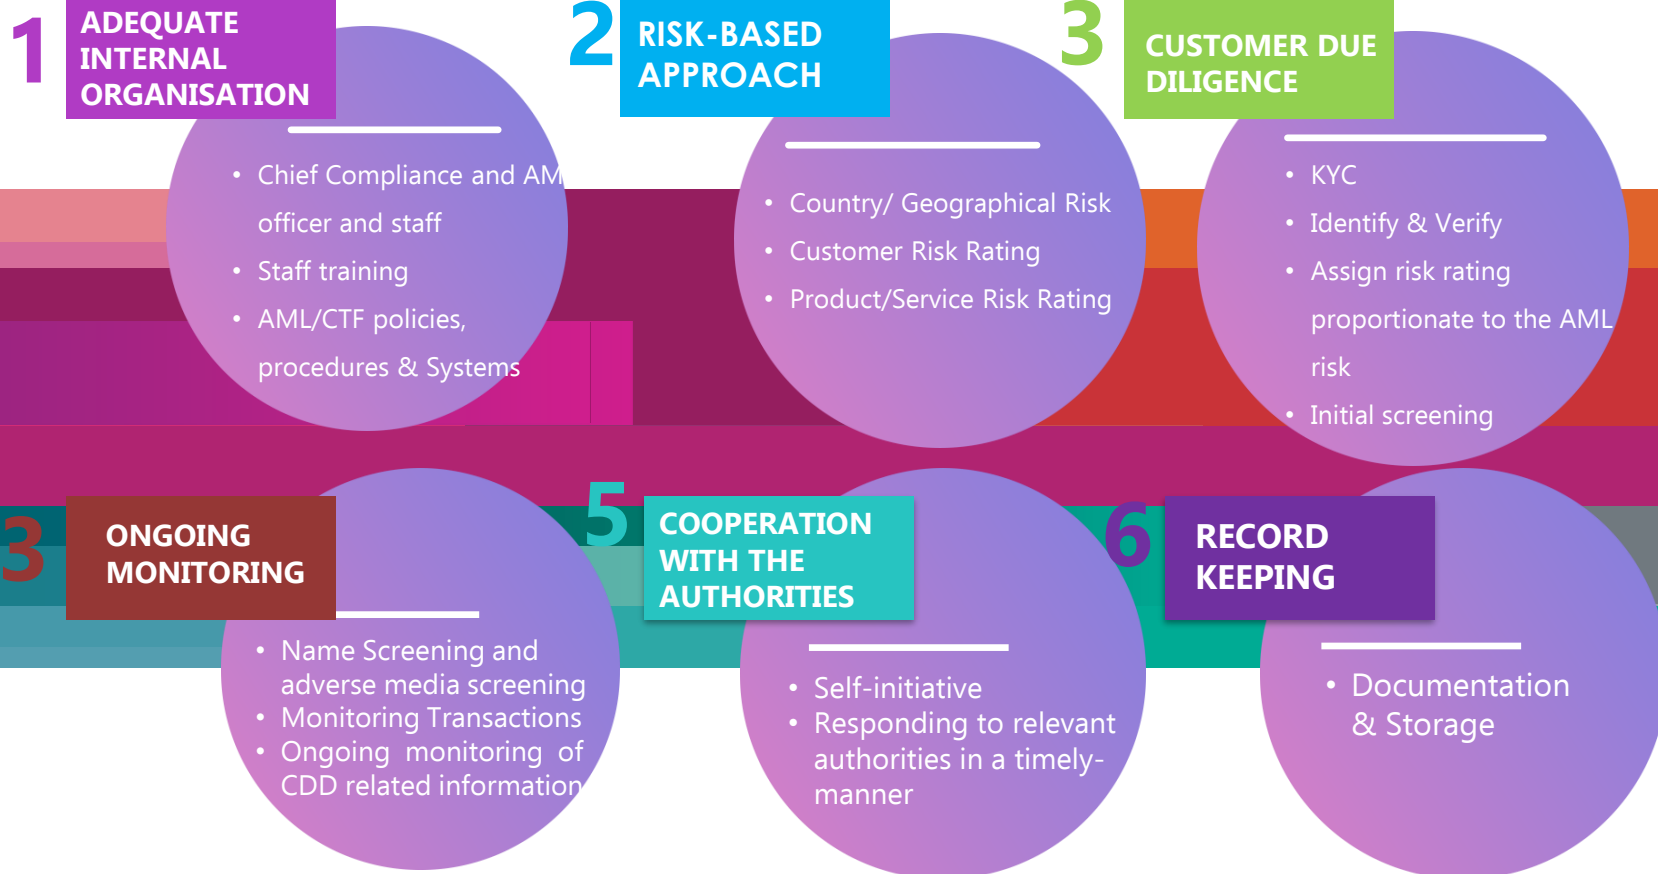 1
ADEQUATE
INTERNAL
ORGANISATION
• Chief Compliance and AM
officer and staff
• Staff training
• AML/CTF policies,
procedures & Systems
2
RISK-BASED
APPROACH
• Country/ Geographical Risk
• Customer Risk Rating
• Product/Service Risk Rating
3
CUSTOMER DUE
DILIGENCE
• KYC
• Identify & Verify
• Assign risk rating
proportionate to the AML
risk
• Initial screening
3
ONGOING
MONITORING
• Name Screening and
adverse media screening
• Monitoring Transactions
• Ongoing monitoring of
CDD related information
5
COOPERATION
WITH THE
AUTHORITIES
• Self-initiative
• Responding to relevant
authorities in a timely-
manner
6
RECORD
KEEPING
• Documentation
& Storage